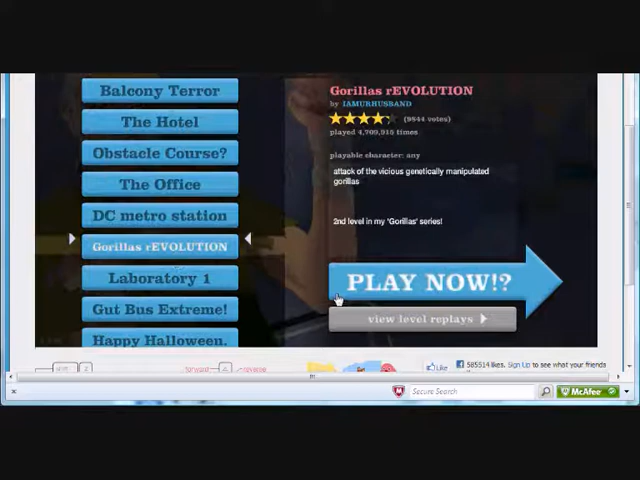 Balcony Terror
The Hotel
Obstacle Course?
The Office
DC metro station
Gorillas rEVOLUTION
Laboratory 1
Gut Bus Extreme!
Happy Halloween.
Gorillas rEVOLUTION
by IAMURHUSBAND
(9844 votes)
played 4,709,915 times
playable character: any
attack of the vicious genetically manipulated
gorillas
2nd level in my 'Gorillas' series!
PLAY NOW!?
view level replays
forward
reverse
Like
585514 likes. Sign Up to see what your friends
Secure Search
McAfee